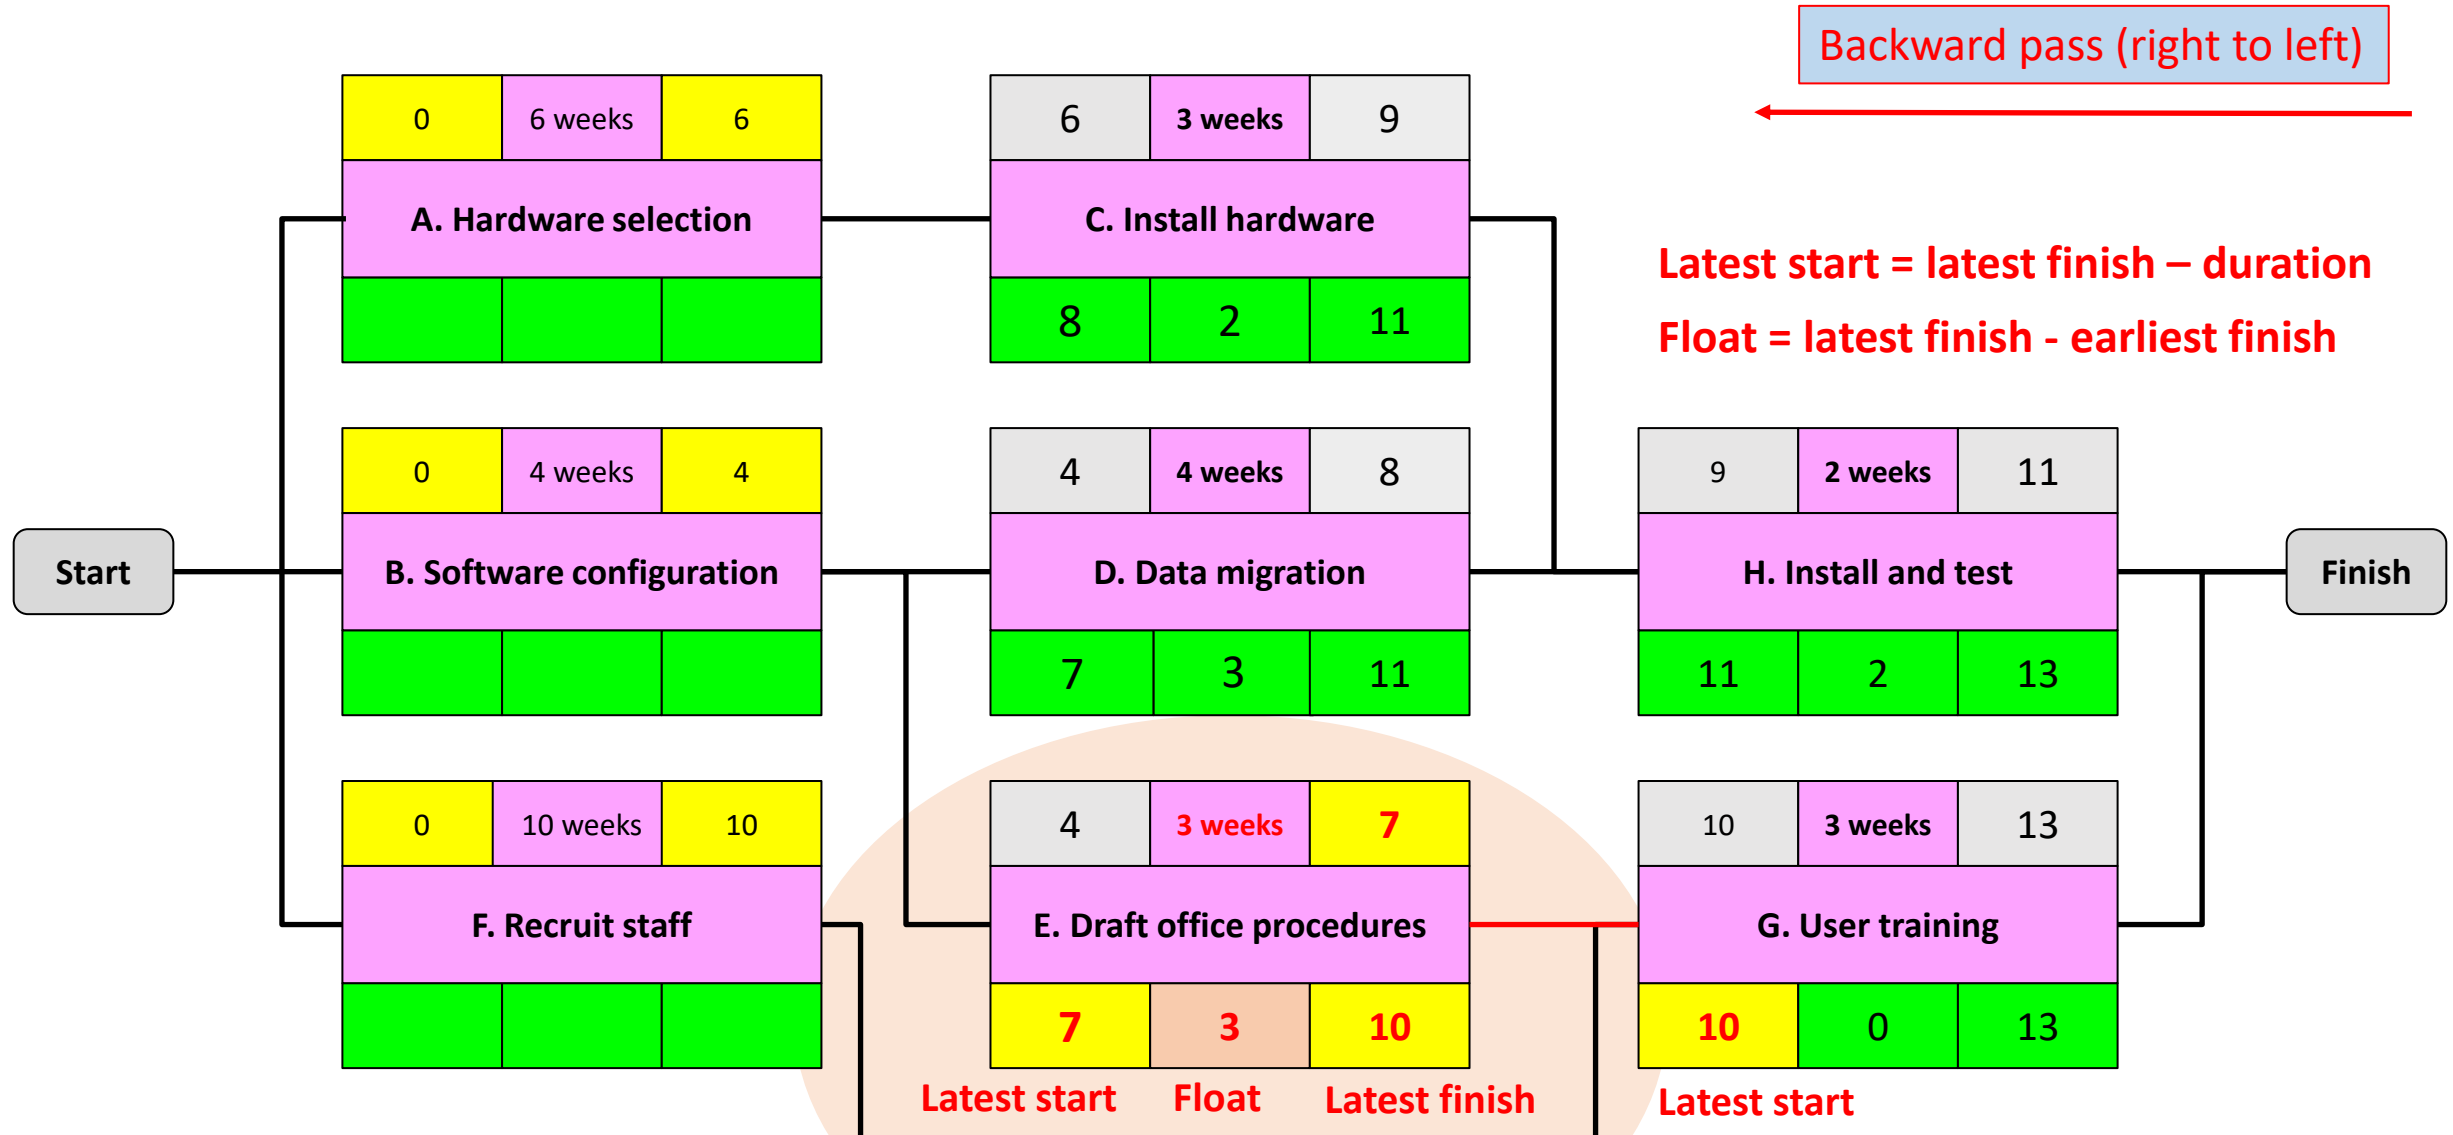 Backward pass (right to left)
0 6 weeks 6
6 3 weeks 9
A. Hardware selection
C. Install hardware
Latest start = latest finish – duration
8 2 11
Float = latest finish - earliest finish
0 4 weeks 4
4 4 weeks 8
9 2 weeks 11
Start
B. Software configuration
D. Data migration
H. Install and test
Finish
7 3 11
11 2 13
0 10 weeks 10
4 3 weeks 7
10 3 weeks 13
F. Recruit staff
E. Draft office procedures
G. User training
7 3 10
10 0 13
Latest start Float Latest finish
Latest start